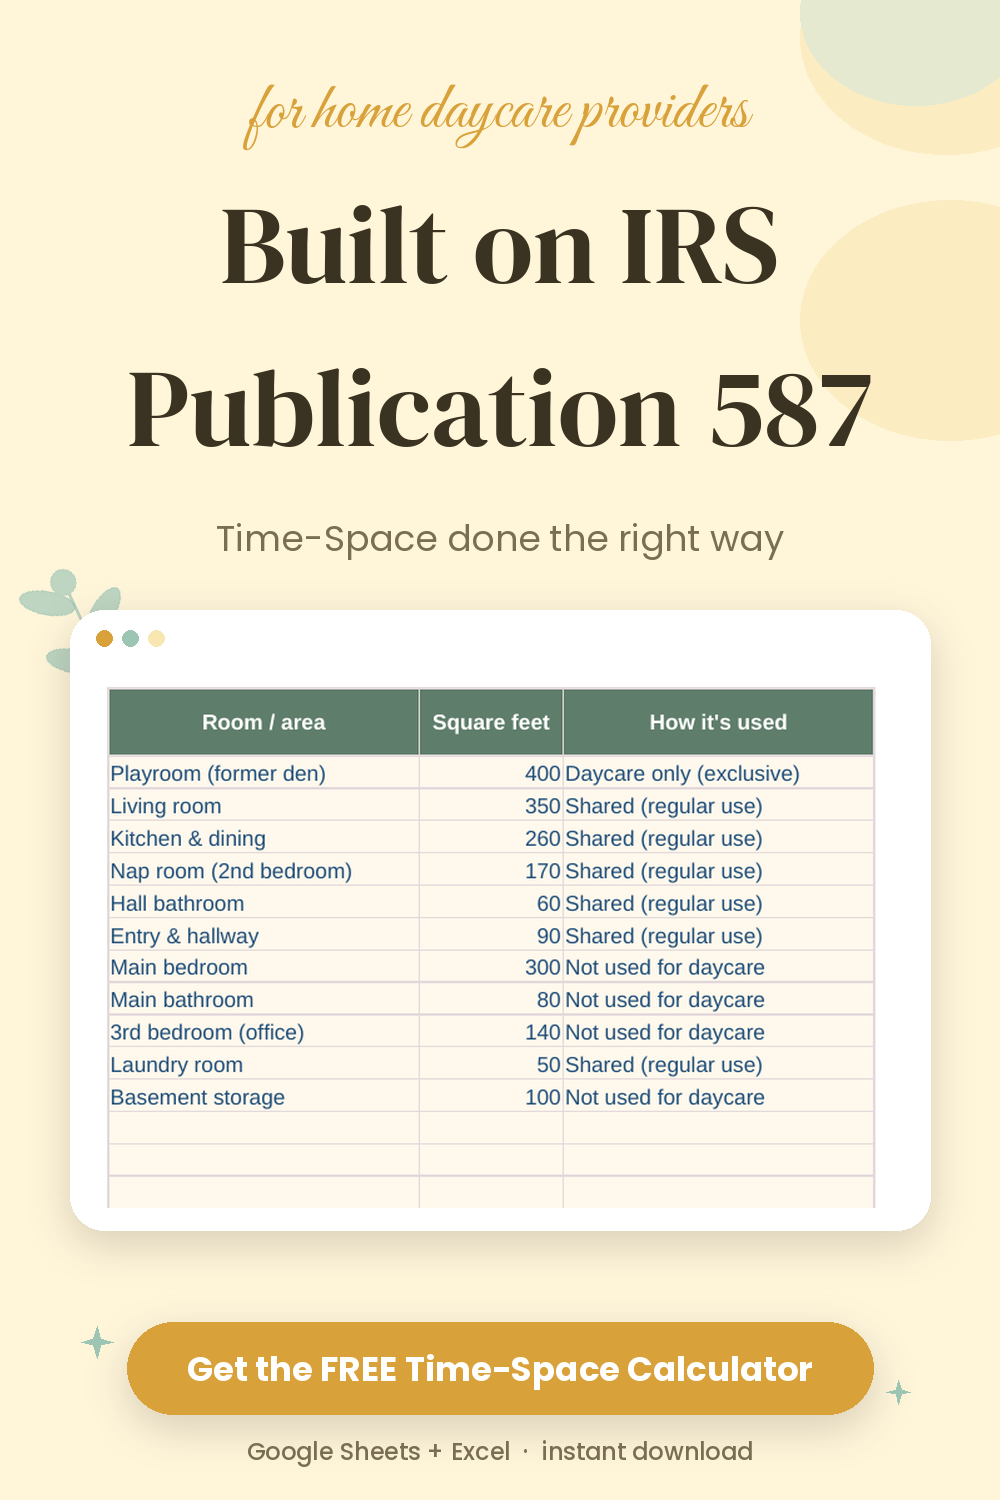 for home daycare providers
Built on IRS
Publication 587
Time-Space done the right way
Room / area Square feet How it's used
Playroom (former den) 400 Daycare only (exclusive)
Living room 350 Shared (regular use)
Kitchen & dining 260 Shared (regular use)
Nap room (2nd bedroom) 170 Shared (regular use)
Hall bathroom 60 Shared (regular use)
Entry & hallway 90 Shared (regular use)
Main bedroom 300 Not used for daycare
Main bathroom 80 Not used for daycare
3rd bedroom (office) 140 Not used for daycare
Laundry room 50 Shared (regular use)
Basement storage 100 Not used for daycare
Get the FREE Time-Space Calculator
Google Sheets + Excel · instant download